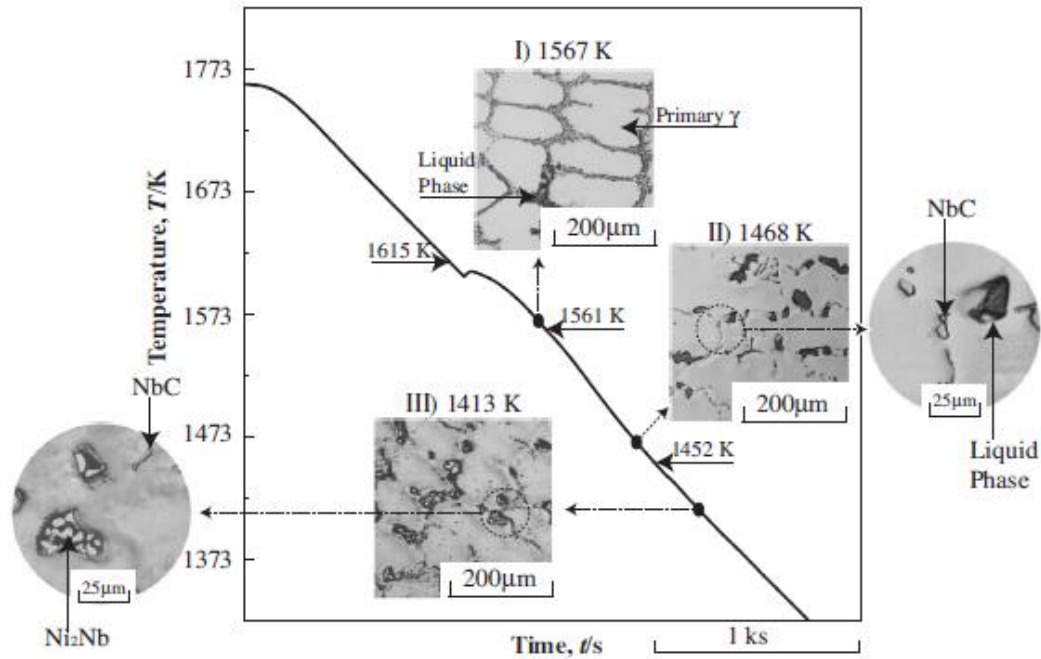 I) 1567 K
1773
Primary γ
Liquid
Phase
1673
200μm
NbC
II) 1468 K
1615 K
1573
1561 K
Temperature, T/K
NbC
25μm
200μm
III) 1413 K
1473
1452 K
Liquid
Phase
1373
200μm
25μm
Ni₂Nb
Time, t/s
1 ks